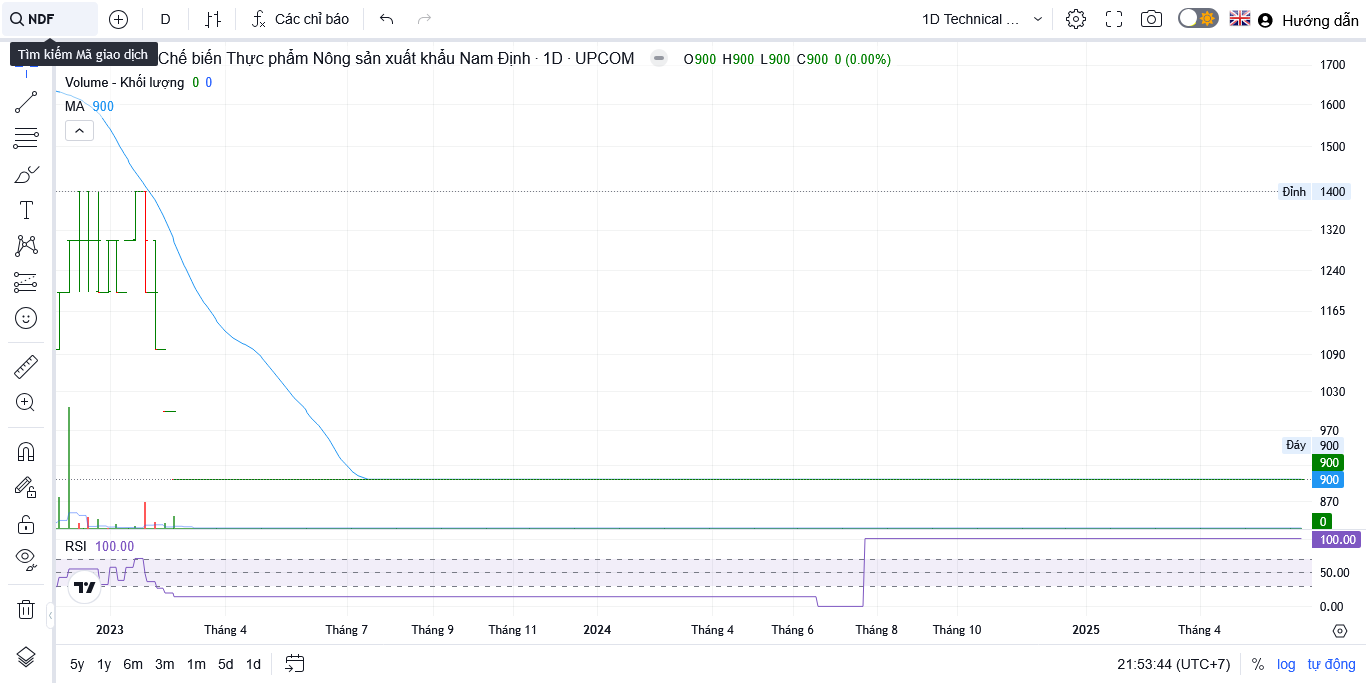 NDF
D
Các chỉ báo
1D Technical ...
Hướng dẫn
Tìm kiếm Mã giao dịch
Chế biến Thực phẩm Nông sản xuất khẩu Nam Định · 1D · UPCOM
O900 H900 L900 C900 0 (0.00%)
Volume - Khối lượng 0 0
MA 900
1700
1600
1500
Đỉnh 1400
1320
1240
1165
1090
1030
970
Đáy 900
900
900
870
0
RSI 100.00
100.00
50.00
0.00
2023 Tháng 4 Tháng 7 Tháng 9 Tháng 11 2024 Tháng 4 Tháng 6 Tháng 8 Tháng 10 2025 Tháng 4
5y 1y 6m 3m 1m 5d 1d
21:53:44 (UTC+7) % log tự động